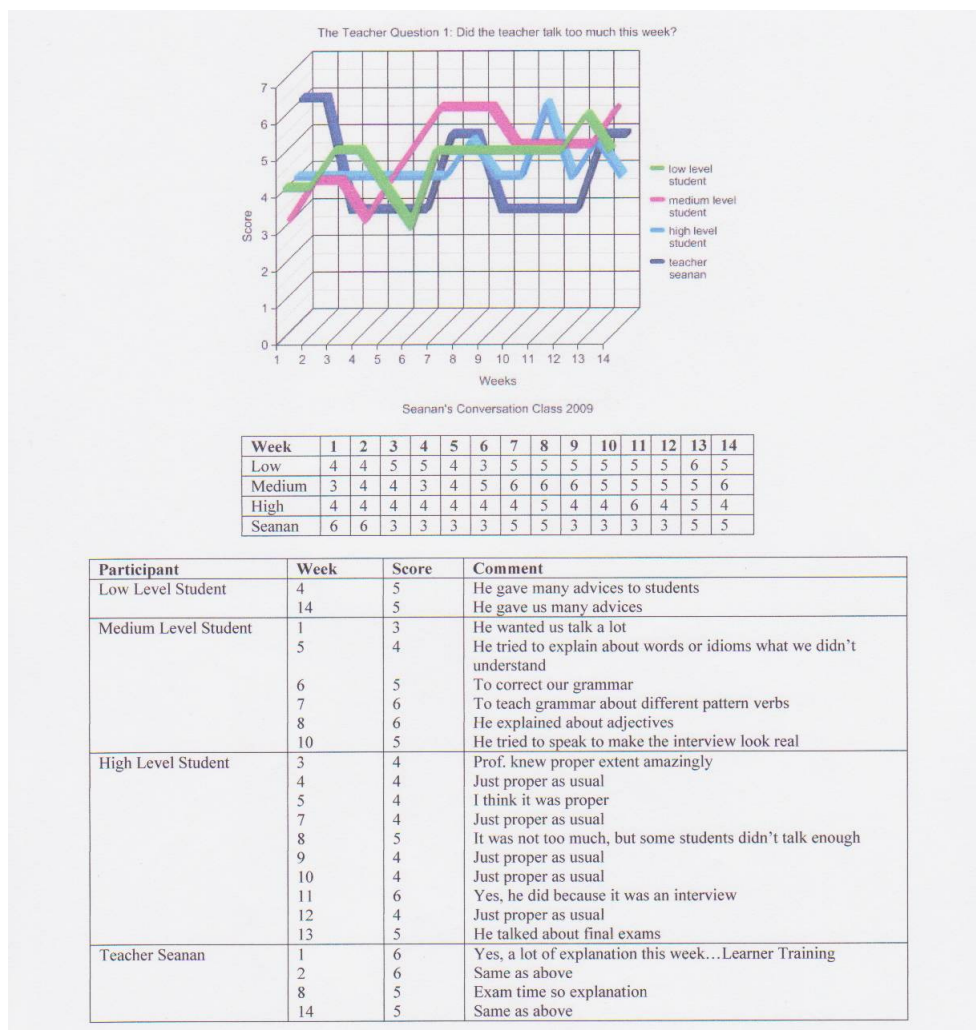 The Teacher Question 1: Did the teacher talk too much this week?
7
6
5
4
3
2
1
0
Score
1 2 3 4 5 6 7 8 9 10 11 12 13 14
Weeks
low level
student
medium level
student
high level
student
teacher
seanan
Seanan's Conversation Class 2009
Week 1 2 3 4 5 6 7 8 9 10 11 12 13 14
Low 4 4 5 5 4 3 5 5 5 5 5 5 6 5
Medium 3 4 4 3 4 5 6 6 6 5 5 5 5 6
High 4 4 4 4 4 4 4 5 4 4 6 4 5 4
Seanan 6 6 3 3 3 3 5 5 3 3 3 3 5 5
Participant Week Score Comment
Low Level Student 4 5 He gave many advices to students
14 5 He gave us many advices
Medium Level Student 1 3 He wanted us talk a lot
5 4 He tried to explain about words or idioms what we didn't
understand
6 5 To correct our grammar
7 6 To teach grammar about different pattern verbs
8 6 He explained about adjectives
10 5 He tried to speak to make the interview look real
High Level Student 3 4 Prof. knew proper extent amazingly
4 4 Just proper as usual
5 4 I think it was proper
7 4 Just proper as usual
8 5 It was not too much, but some students didn't talk enough
9 4 Just proper as usual
10 4 Just proper as usual
11 6 Yes, he did because it was an interview
12 4 Just proper as usual
13 5 He talked about final exams
Teacher Seanan 1 6 Yes, a lot of explanation this week…Learner Training
2 6 Same as above
8 5 Exam time so explanation
14 5 Same as above